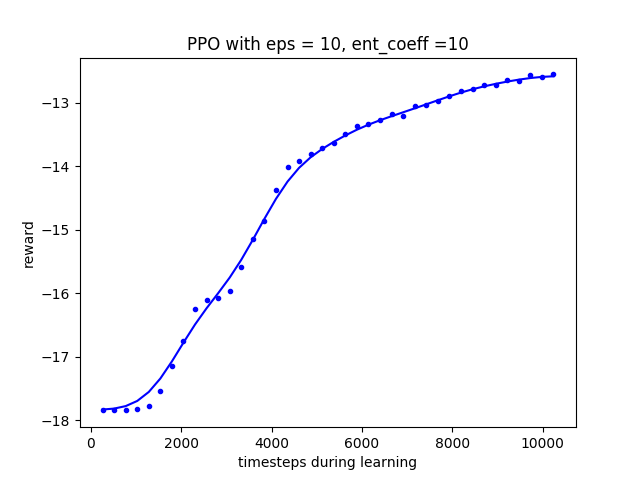 PPO with eps = 10, ent_coeff =10
reward
−13
−14
−15
−16
−17
−18
0 2000 4000 6000 8000 10000
timesteps during learning